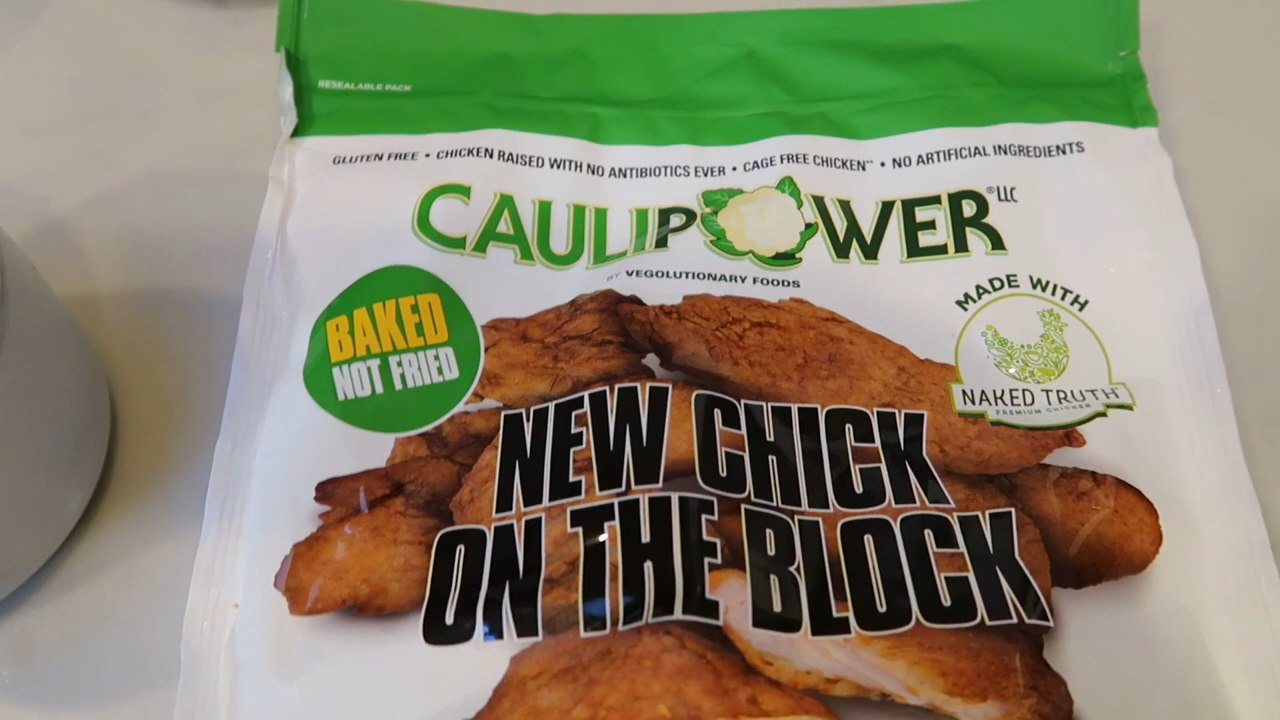 RESEALABLE PACK
GLUTEN FREE • CHICKEN RAISED WITH NO ANTIBIOTICS EVER • CAGE FREE CHICKEN** • NO ARTIFICIAL INGREDIENTS
CAULIPOWER® LLC
BY VEGOLUTIONARY FOODS
BAKED
NOT FRIED
MADE WITH
NAKED TRUTH
PREMIUM CHICKEN
NEW CHICK
ON THE BLOCK